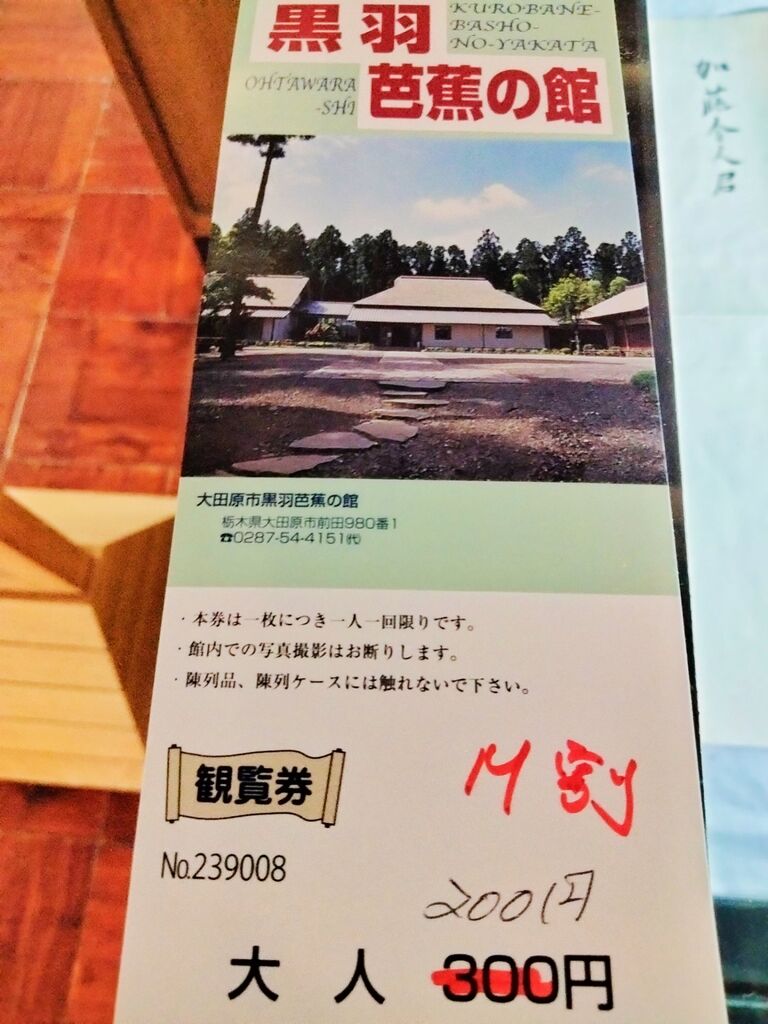 黒羽
KUROBANE-
BASHO-
NO-YAKATA
OHTAWARA
-SHI
芭蕉の館
大田原市黒羽芭蕉の館
栃木県大田原市前田980番1
☎0287-54-4151㈹
・本券は一枚につき一人一回限りです。
・館内での写真撮影はお断りします。
・陳列品、陳列ケースには触れないで下さい。
観覧券
割
No.239008
200円
大人 300円